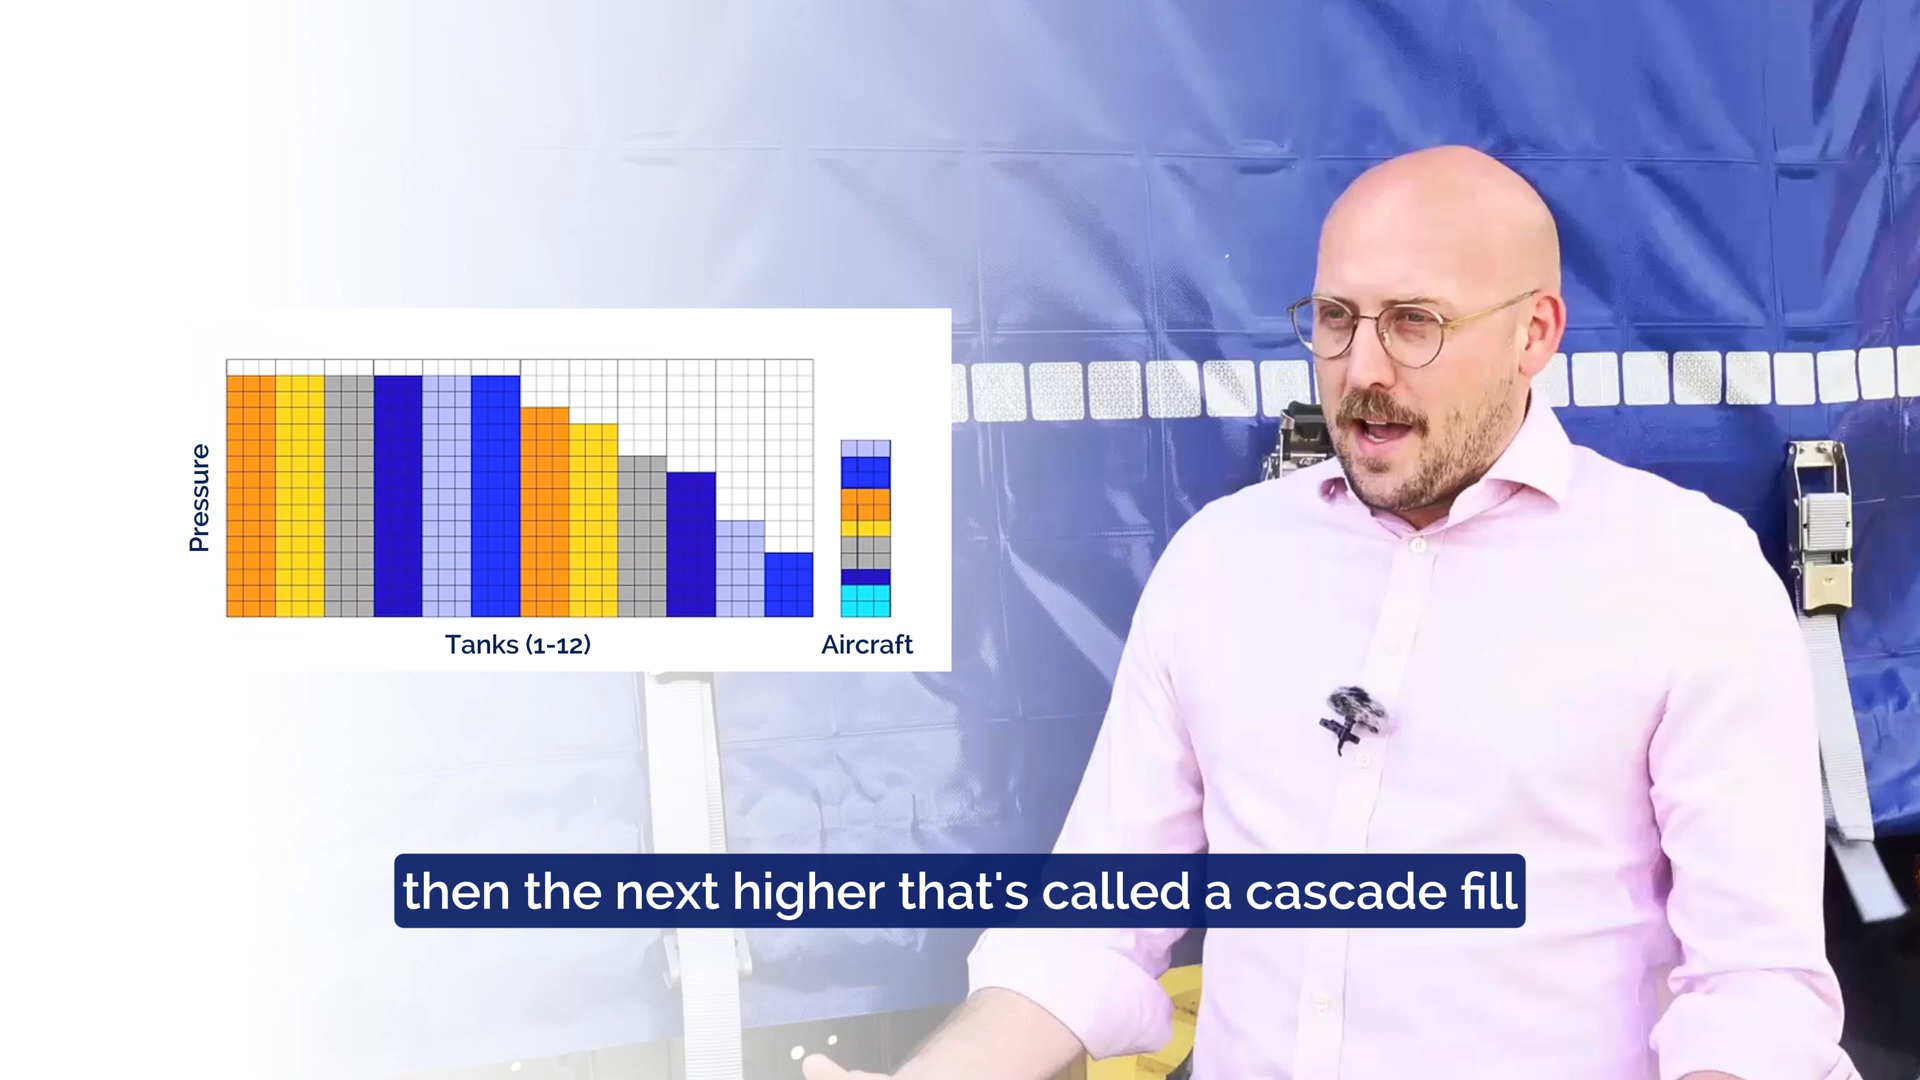 Pressure
Tanks (1-12)
Aircraft
then the next higher that's called a cascade fill